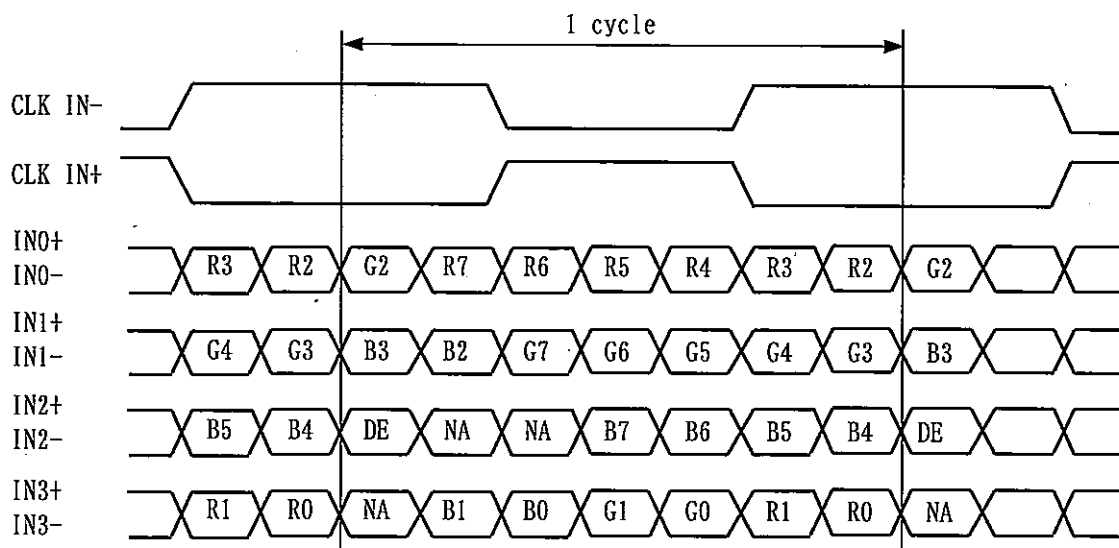 1 cycle
CLK IN-
CLK IN+
IN0+
IN0-
R3 R2 G2 R7 R6 R5 R4 R3 R2 G2
IN1+
IN1-
G4 G3 B3 B2 G7 G6 G5 G4 G3 B3
IN2+
IN2-
B5 B4 DE NA NA B7 B6 B5 B4 DE
IN3+
IN3-
R1 R0 NA B1 B0 G1 G0 R1 R0 NA